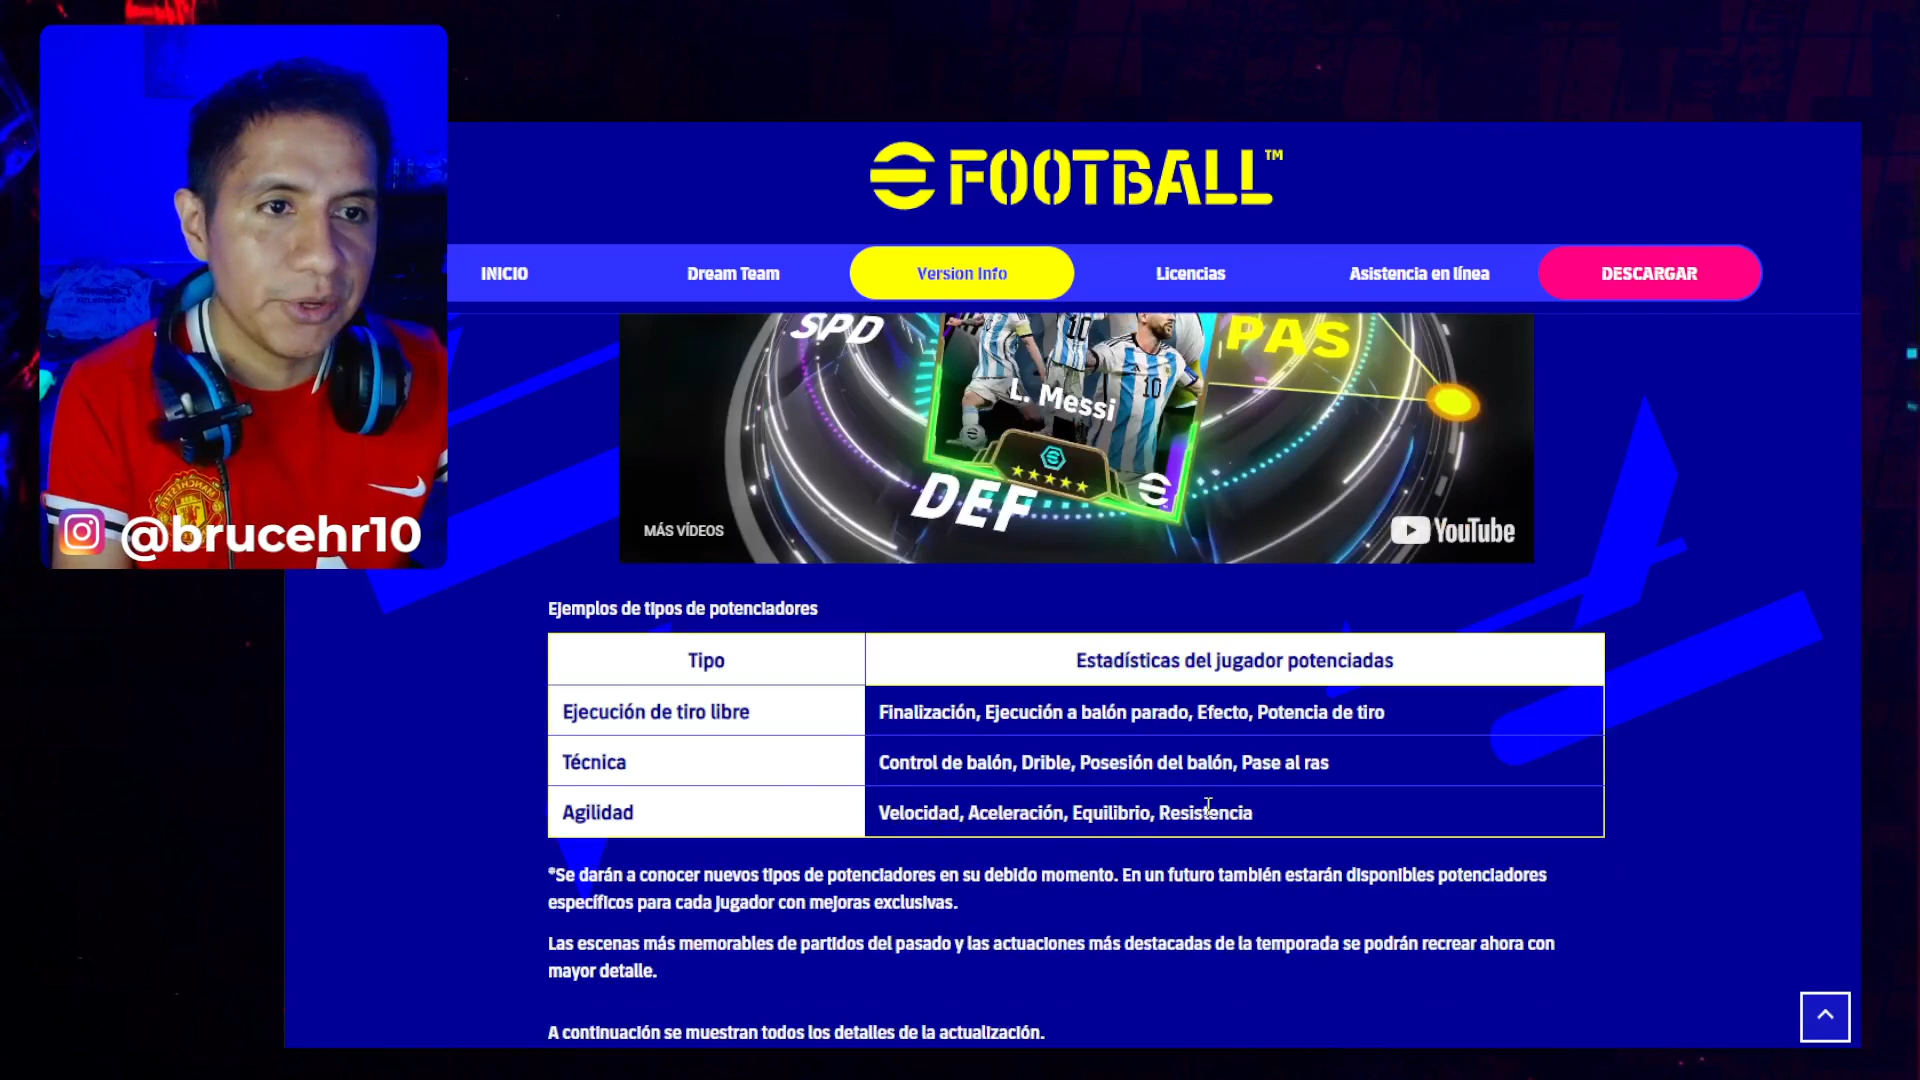 FOOTBALL™
INICIO
Dream Team
Version Info
Licencias
Asistencia en línea
DESCARGAR
SPD
PAS
10
10
L. Messi
DEF
MÁS VÍDEOS
YouTube
@brucehr10
Ejemplos de tipos de potenciadores
Tipo
Estadísticas del jugador potenciadas
Ejecución de tiro libre
Finalización, Ejecución a balón parado, Efecto, Potencia de tiro
Técnica
Control de balón, Drible, Posesión del balón, Pase al ras
Agilidad
Velocidad, Aceleración, Equilibrio, Resistencia
*Se darán a conocer nuevos tipos de potenciadores en su debido momento. En un futuro también estarán disponibles potenciadores
específicos para cada jugador con mejoras exclusivas.
Las escenas más memorables de partidos del pasado y las actuaciones más destacadas de la temporada se podrán recrear ahora con
mayor detalle.
A continuación se muestran todos los detalles de la actualización.